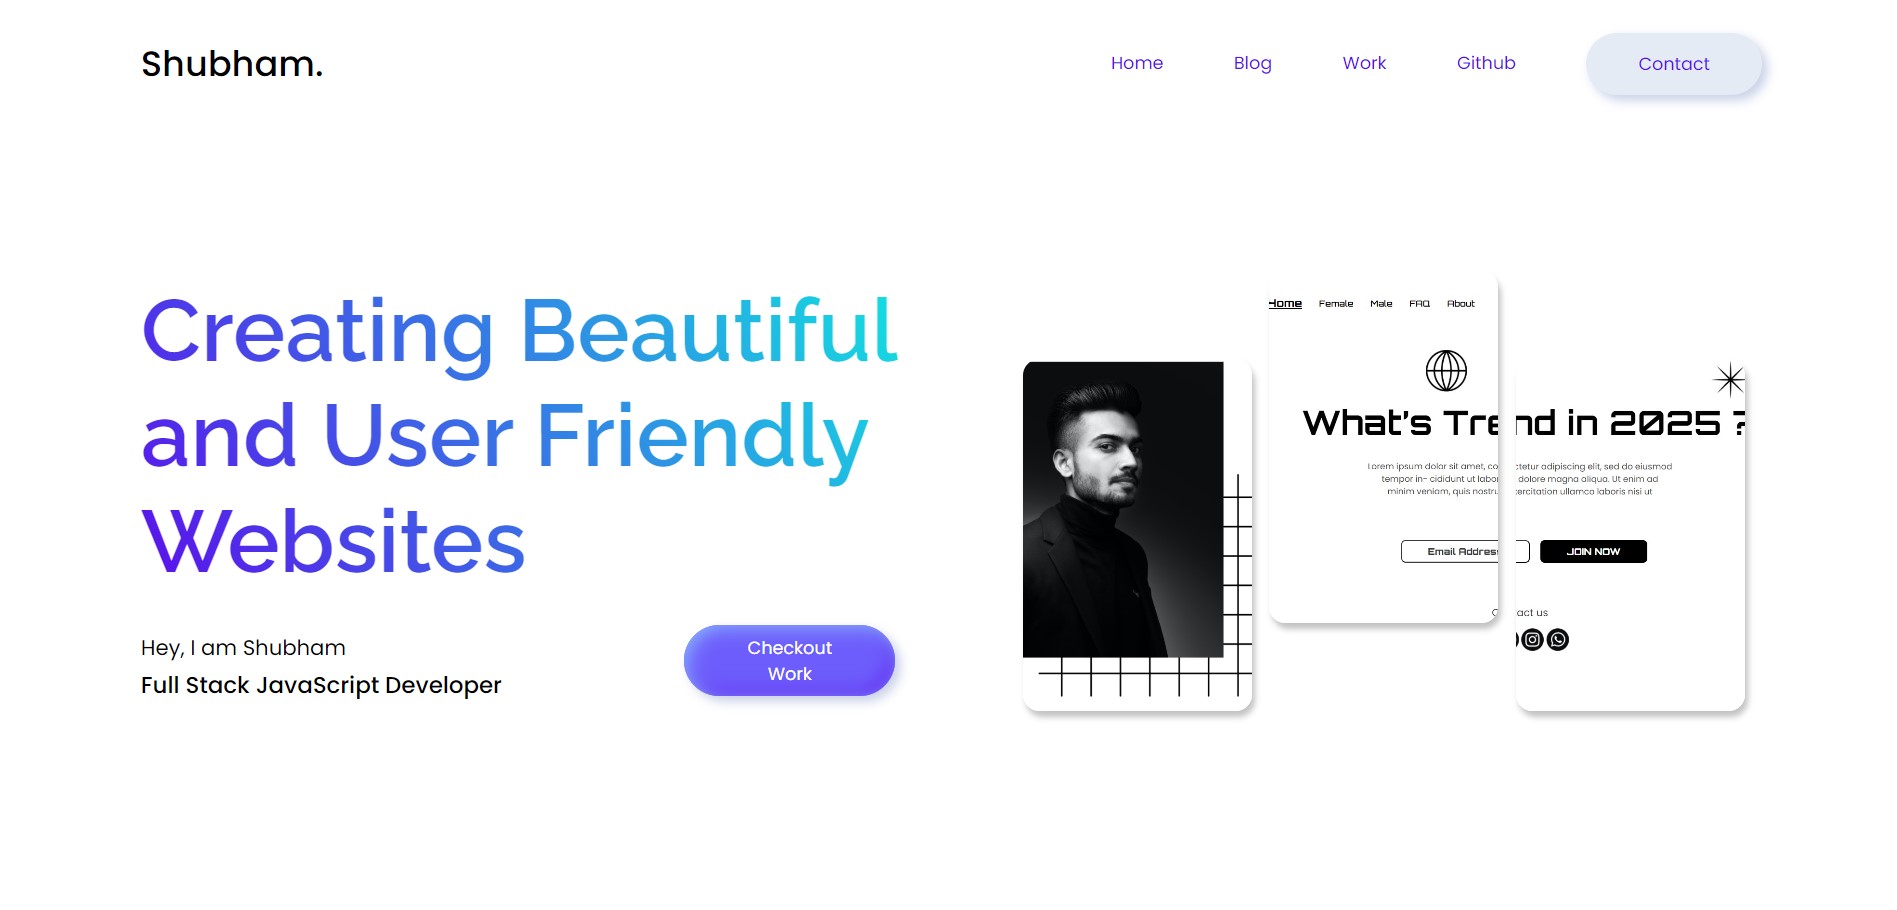 Shubham.
Home Blog Work Github Contact
Creating Beautiful
and User Friendly
Websites
Hey, I am Shubham
Full Stack JavaScript Developer
Checkout
Work
Home Female Male FAQ About
What's Trend in 2025 ?
Lorem ipsum dolor sit amet, co ctetur adipiscing elit, sed do eiusmod
tempor in- cididunt ut labor dolore magna aliqua. Ut enim ad
minim veniam, quis nostru ercitation ullamco laboris nisi ut
Email Address JOIN NOW
act us